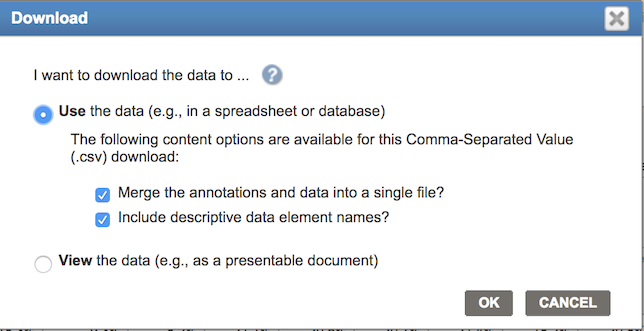 Download
I want to download the data to ... ?
Use the data (e.g., in a spreadsheet or database)
The following content options are available for this Comma-Separated Value
(.csv) download:
Merge the annotations and data into a single file?
Include descriptive data element names?
View the data (e.g., as a presentable document)
OK CANCEL